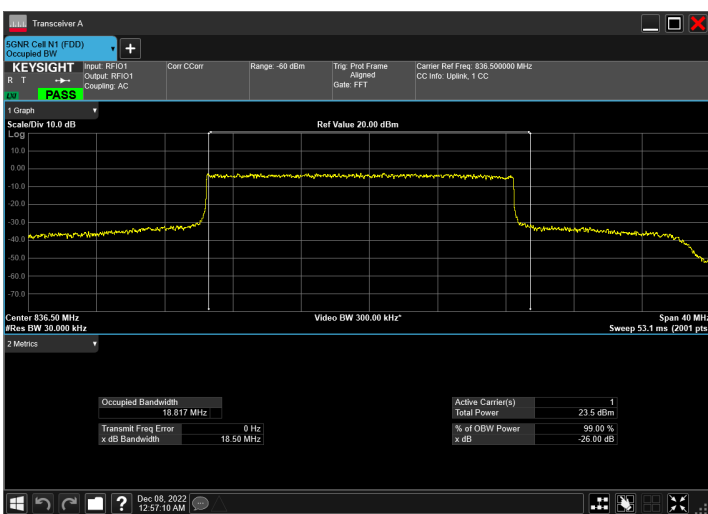 Transceiver A
5GNR Cell N1 (FDD)
Occupied BW
KEYSIGHT
R T
LXI
PASS
Input: RFIO1
Output: RFIO1
Coupling: AC
Corr CCorr
Range: -60 dBm
Trig: Prot Frame
Aligned
Gate: FFT
Carrier Ref Freq: 836.500000 MHz
CC Info: Uplink, 1 CC
1 Graph
Scale/Div 10.0 dB
Ref Value 20.00 dBm
Log
10.0
0.00
-10.0
-20.0
-30.0
-40.0
-50.0
-60.0
-70.0
Center 836.50 MHz
Video BW 300.00 kHz*
Span 40 MHz
#Res BW 30.000 kHz
Sweep 53.1 ms (2001 pts
2 Metrics
Occupied Bandwidth
18.817 MHz
Transmit Freq Error 0 Hz
x dB Bandwidth 18.50 MHz
Active Carrier(s) 1
Total Power 23.5 dBm
% of OBW Power 99.00 %
x dB -26.00 dB
Dec 08, 2022
12:57:10 AM